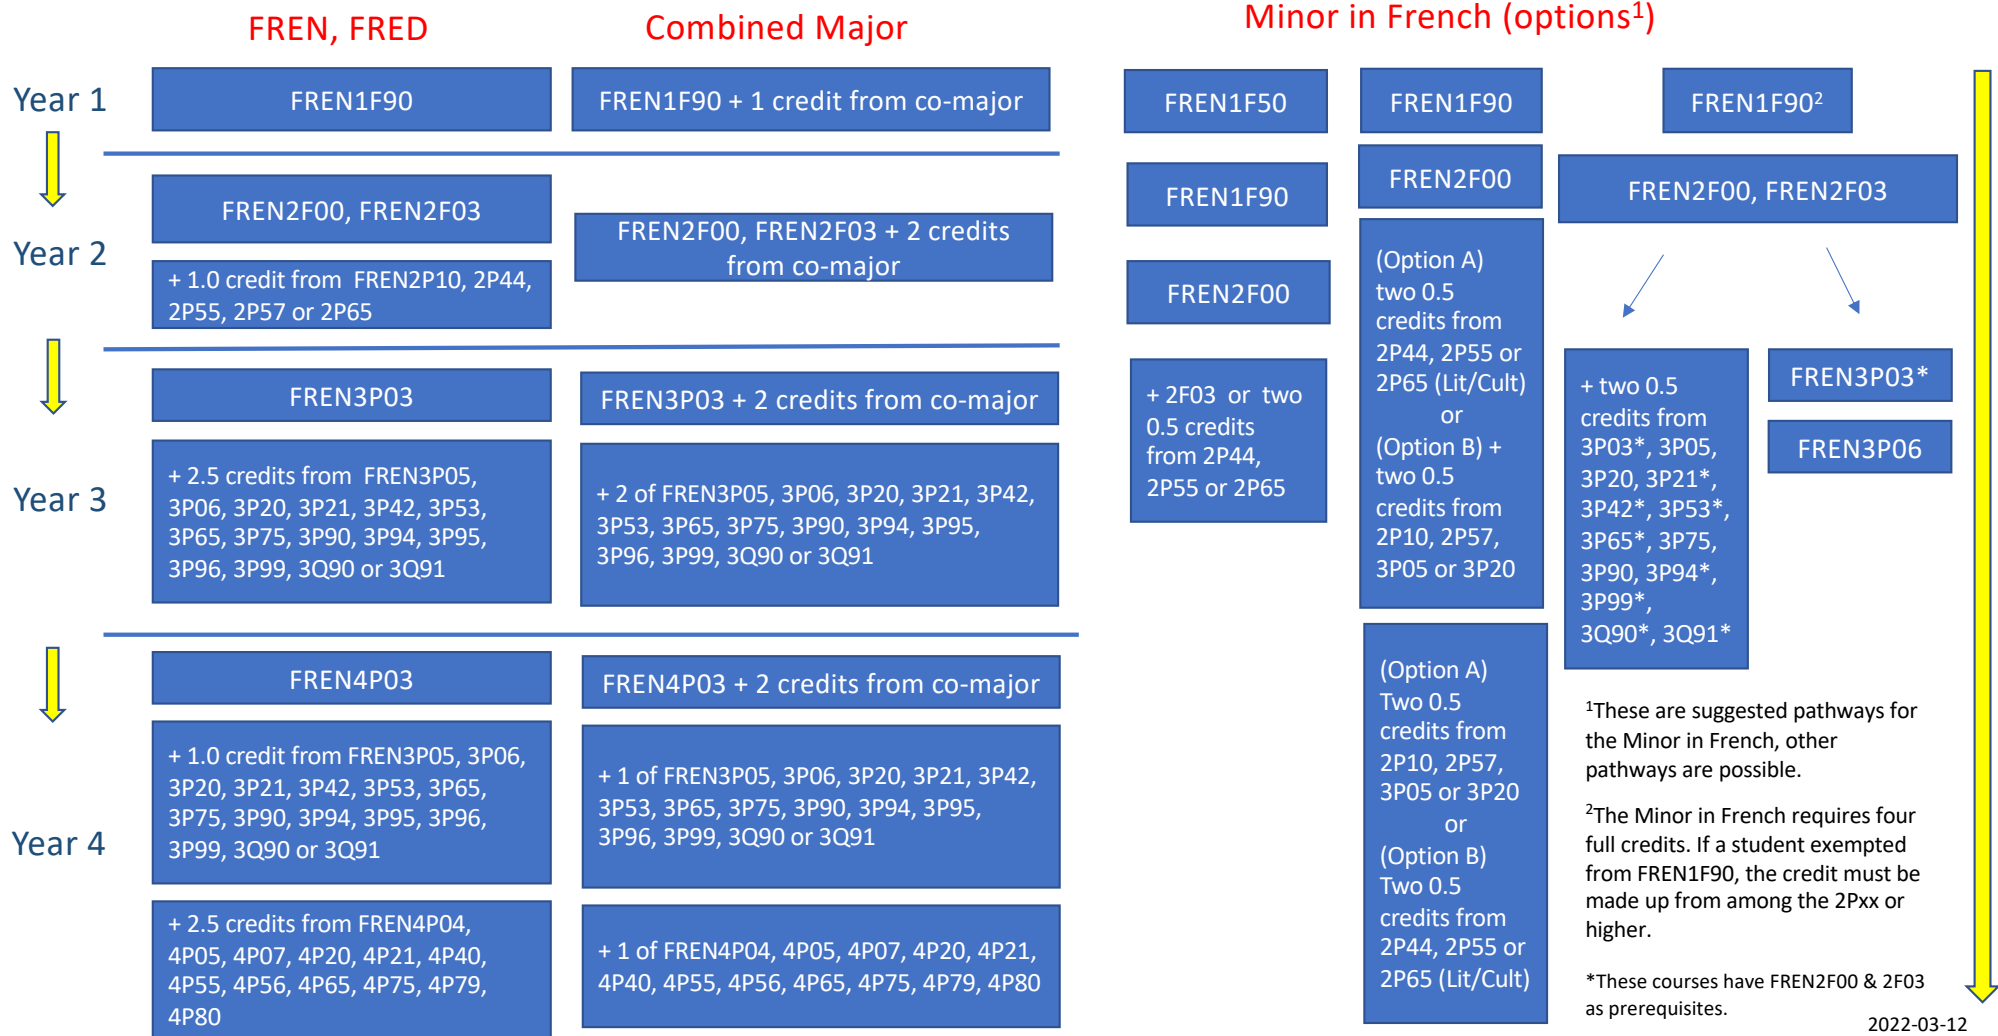 FREN, FRED
Combined Major
Minor in French (options¹)
Year 1
FREN1F90
FREN1F90 + 1 credit from co-major
Year 2
FREN2F00, FREN2F03
+ 1.0 credit from FREN2P10, 2P44,
2P55, 2P57 or 2P65
FREN2F00, FREN2F03 + 2 credits
from co-major
Year 3
FREN3P03
FREN3P03 + 2 credits from co-major
+ 2.5 credits from FREN3P05,
3P06, 3P20, 3P21, 3P42, 3P53,
3P65, 3P75, 3P90, 3P94, 3P95,
3P96, 3P99, 3Q90 or 3Q91
+ 2 of FREN3P05, 3P06, 3P20, 3P21, 3P42,
3P53, 3P65, 3P75, 3P90, 3P94, 3P95,
3P96, 3P99, 3Q90 or 3Q91
Year 4
FREN4P03
FREN4P03 + 2 credits from co-major
+ 1.0 credit from FREN3P05, 3P06,
3P20, 3P21, 3P42, 3P53, 3P65,
3P75, 3P90, 3P94, 3P95, 3P96,
3P99, 3Q90 or 3Q91
+ 1 of FREN3P05, 3P06, 3P20, 3P21, 3P42,
3P53, 3P65, 3P75, 3P90, 3P94, 3P95,
3P96, 3P99, 3Q90 or 3Q91
+ 2.5 credits from FREN4P04,
4P05, 4P07, 4P20, 4P21, 4P40,
4P55, 4P56, 4P65, 4P75, 4P79,
4P80
+ 1 of FREN4P04, 4P05, 4P07, 4P20, 4P21,
4P40, 4P55, 4P56, 4P65, 4P75, 4P79, 4P80
FREN1F50
FREN1F90
FREN2F00
+ 2F03 or two
0.5 credits
from 2P44,
2P55 or 2P65
FREN1F90
FREN2F00
(Option A)
two 0.5
credits from
2P44, 2P55 or
2P65 (Lit/Cult)
or
(Option B) +
two 0.5
credits from
2P10, 2P57,
3P05 or 3P20
(Option A)
Two 0.5
credits from
2P10, 2P57,
3P05 or 3P20
or
(Option B)
Two 0.5
credits from
2P44, 2P55 or
2P65 (Lit/Cult)
FREN1F90²
FREN2F00, FREN2F03
+ two 0.5
credits from
3P03*, 3P05,
3P20, 3P21*,
3P42*, 3P53*,
3P65*, 3P75,
3P90, 3P94*,
3P99*,
3Q90*, 3Q91*
FREN3P03*
FREN3P06
¹These are suggested pathways for
the Minor in French, other
pathways are possible.
²The Minor in French requires four
full credits. If a student exempted
from FREN1F90, the credit must be
made up from among the 2Pxx or
higher.
*These courses have FREN2F00 & 2F03
as prerequisites.
2022-03-12